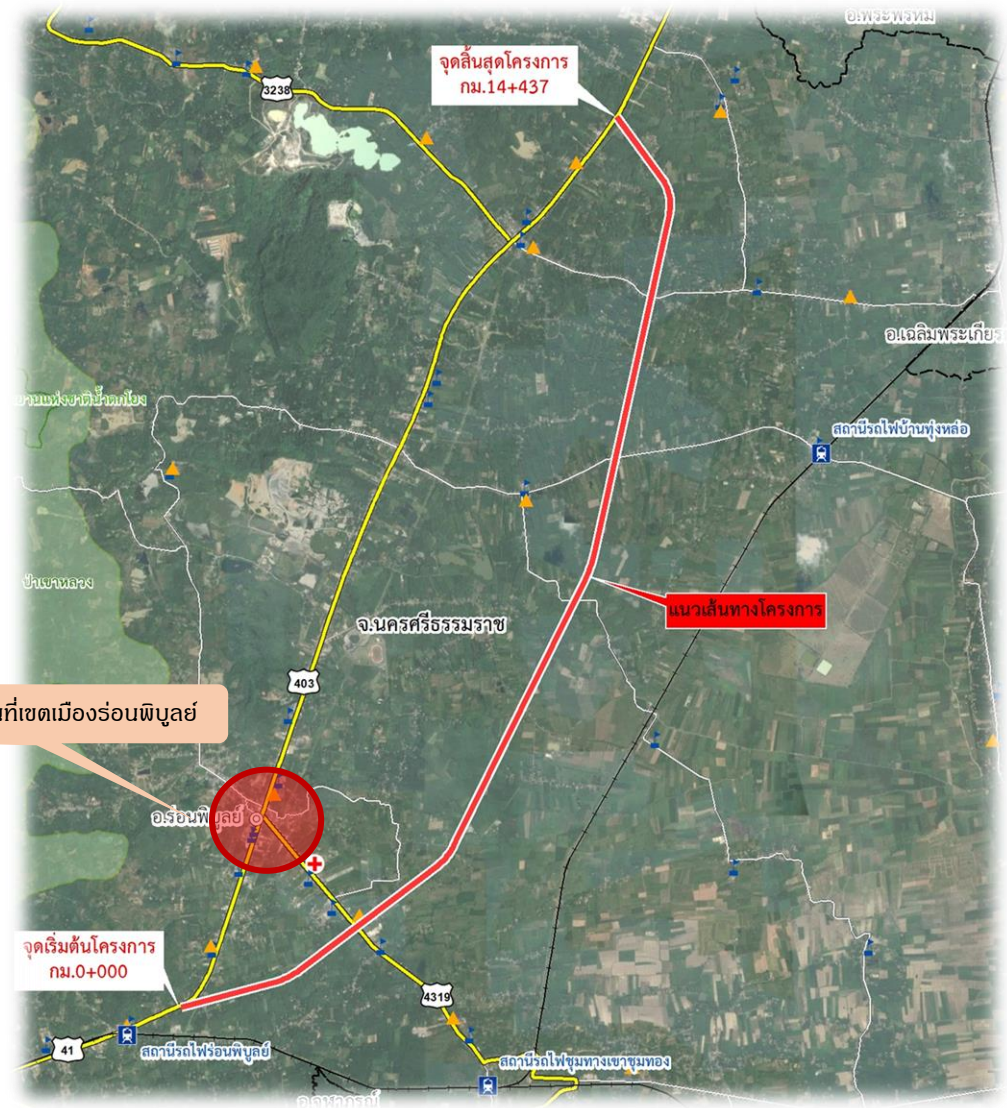 อ.พระพรหม
จุดสิ้นสุดโครงการ
กม.14+437
3238
อ.เฉลิมพระเกียร
สถานีรถไฟบ้านทุ่งหล่อ
านแห่งชาติน้ำตกโยง
ป่าเขาหลวง
แนวเส้นทางโครงการ
จ.นครศรีธรรมราช
403
นที่เขตเมืองร่อนพิบูลย์
อ.ร่อนพิบูลย์
จุดเริ่มต้นโครงการ
กม.0+000
4319
41
สถานีรถไฟร่อนพิบูลย์
สถานีรถไฟชุมทางเขาชุมทอง
อ.จุฬาภรณ์